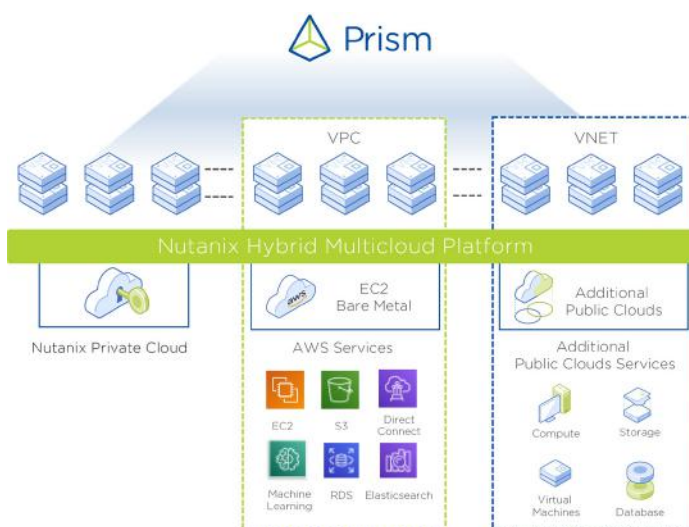 Prism
VPC
VNET
Nutanix Hybrid Multicloud Platform
aws
EC2
Bare Metal
Additional
Public Clouds
Nutanix Private Cloud
AWS Services
Additional
Public Clouds Services
EC2
S3
Direct
Connect
Compute
Storage
Machine
Learning
RDS
Elasticsearch
Virtual
Machines
Database